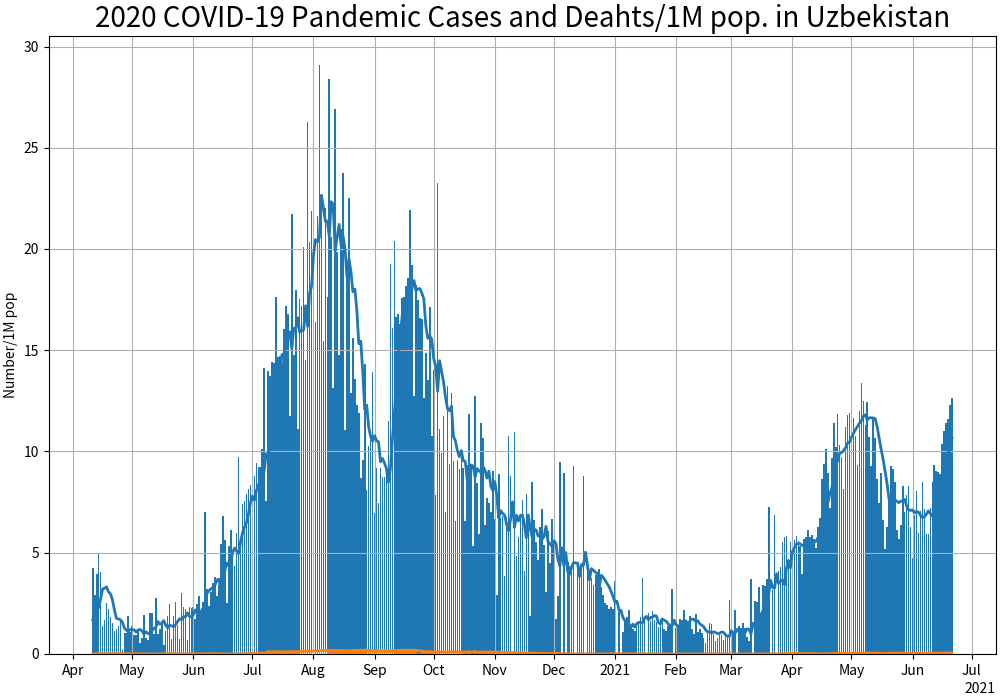 2020 COVID-19 Pandemic Cases and Deahts/1M pop. in Uzbekistan
Number/1M pop
30
25
20
15
10
5
0
Apr May Jun Jul Aug Sep Oct Nov Dec 2021 Feb Mar Apr May Jun Jul
2021